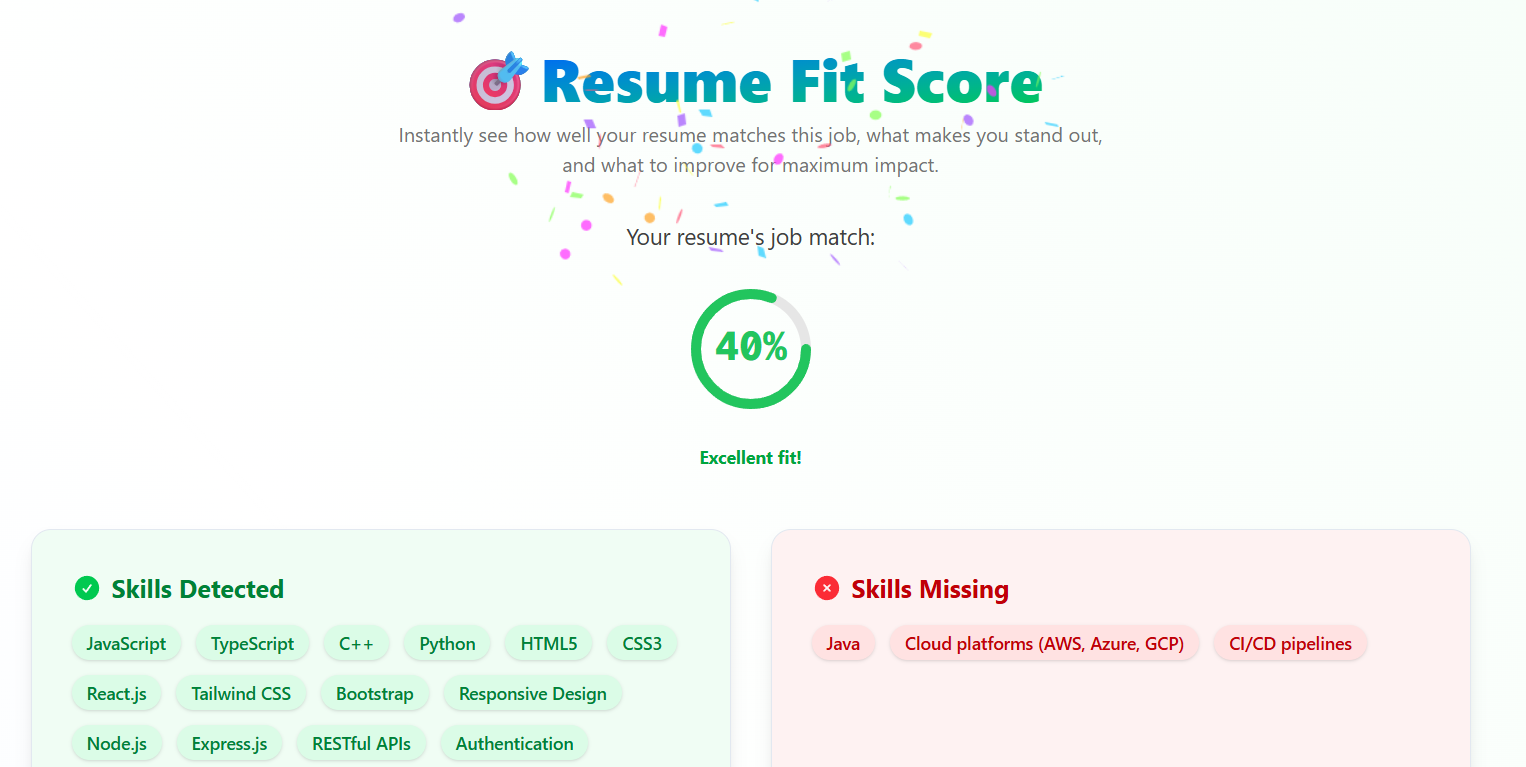 Resume Fit Score
Instantly see how well your resume matches this job, what makes you stand out,
and what to improve for maximum impact.
Your resume's job match:
40%
Excellent fit!
Skills Detected
JavaScript TypeScript C++ Python HTML5 CSS3
React.js Tailwind CSS Bootstrap Responsive Design
Node.js Express.js RESTful APIs Authentication
Skills Missing
Java Cloud platforms (AWS, Azure, GCP) CI/CD pipelines